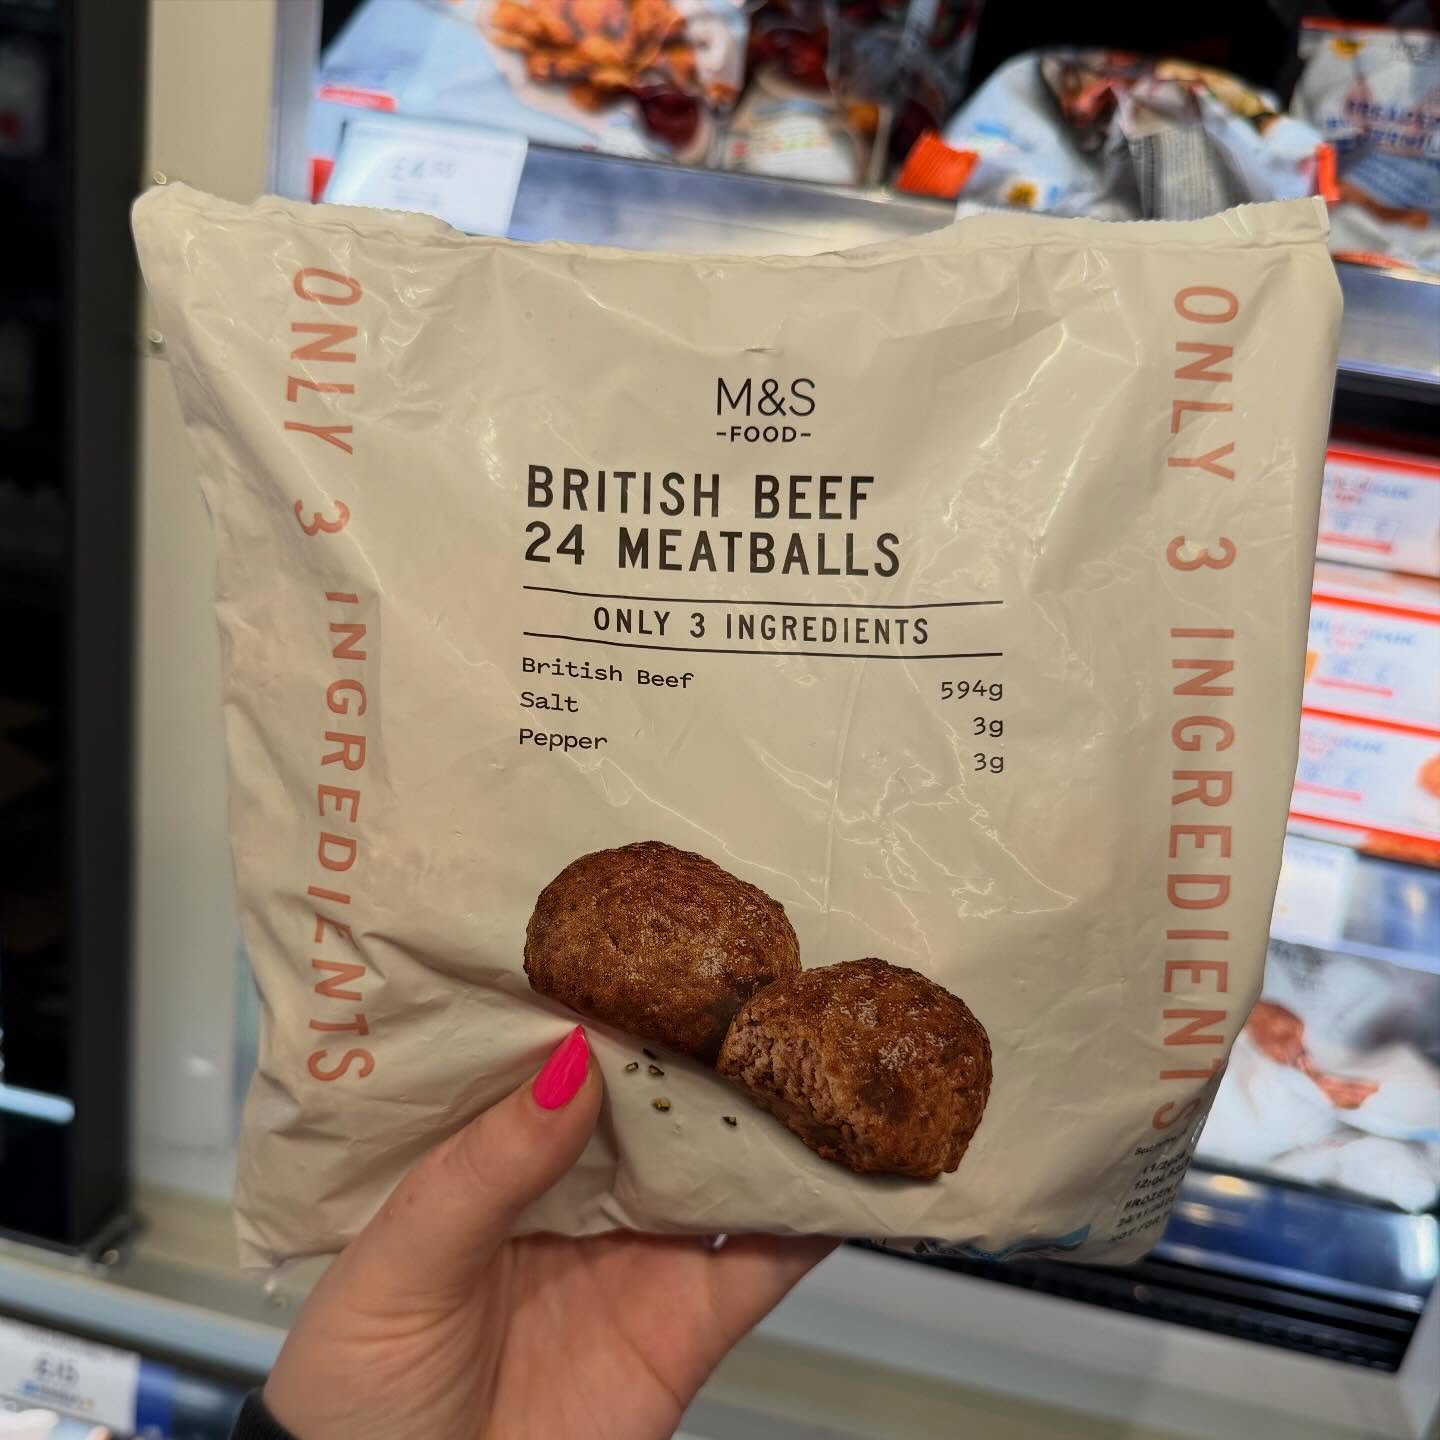 ONLY 3 INGREDIENTS
M&S
-FOOD-
BRITISH BEEF
24 MEATBALLS
ONLY 3 INGREDIENTS
British Beef 594g
Salt 3g
Pepper 3g
ONLY 3 INGREDIENTS